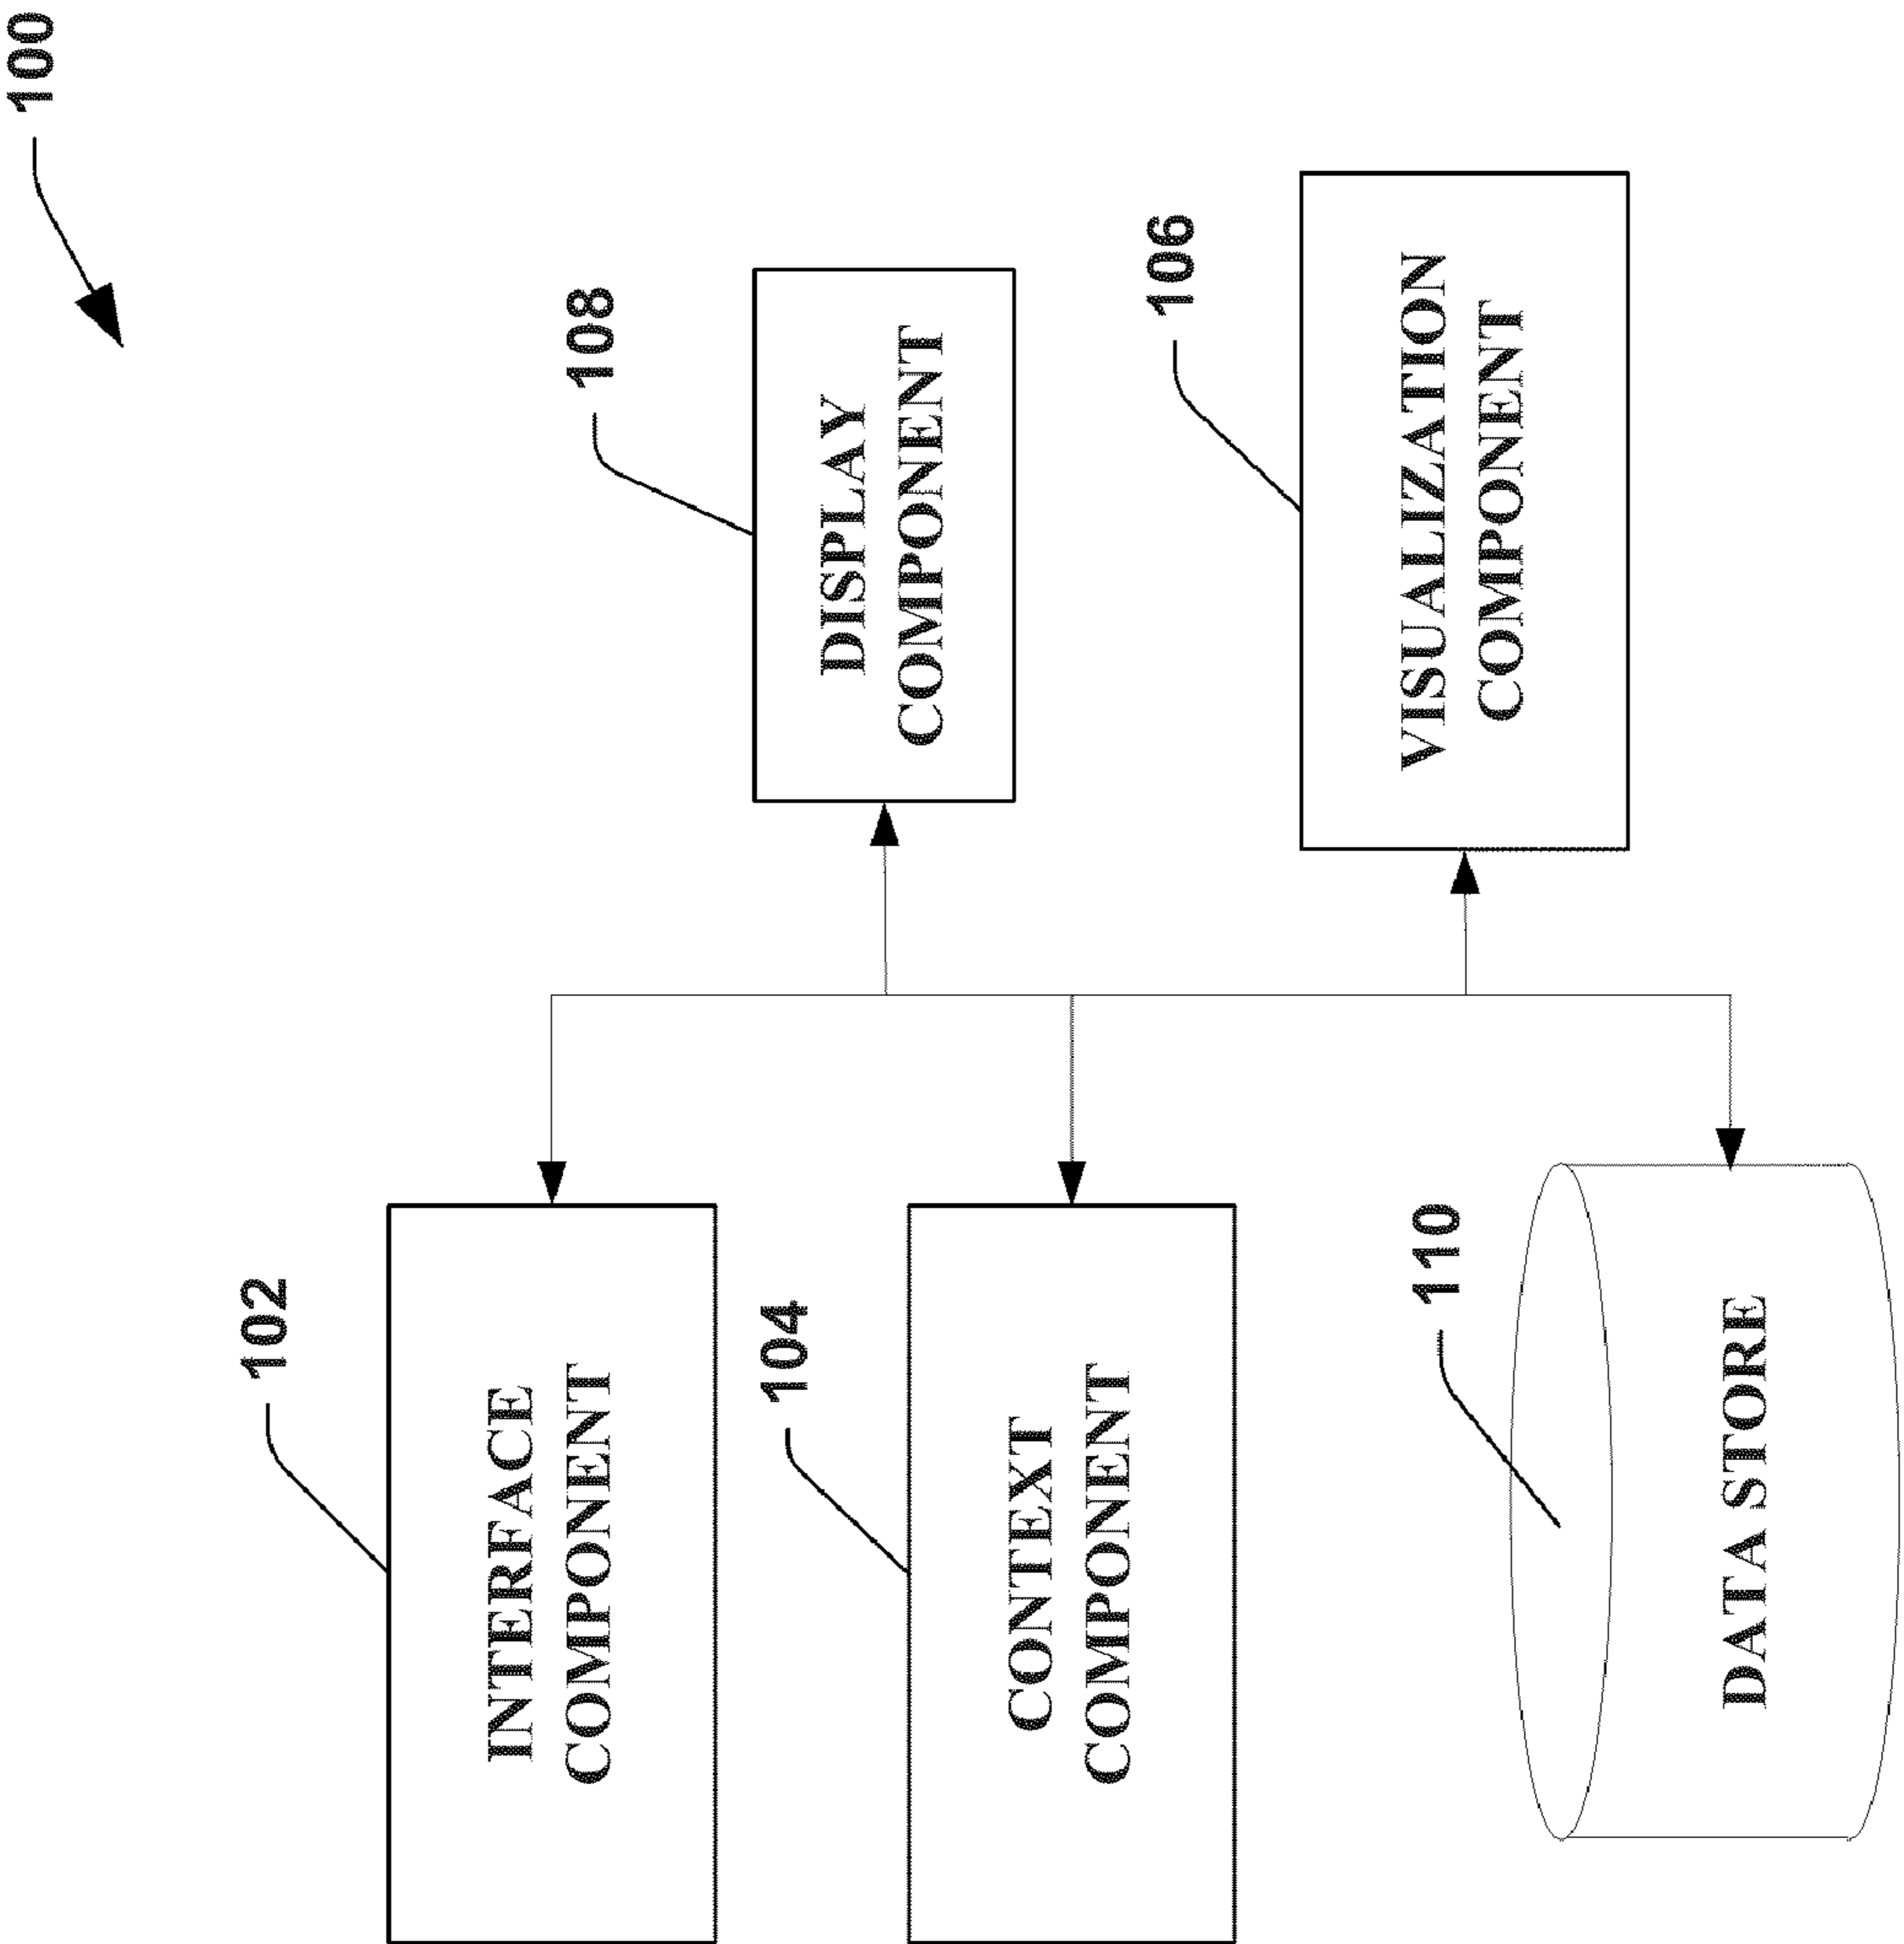 100
108
DISPLAY
COMPONENT
106
VISUALIZATION
COMPONENT
102
INTERFACE
COMPONENT
104
CONTEXT
COMPONENT
110
DATA STORE